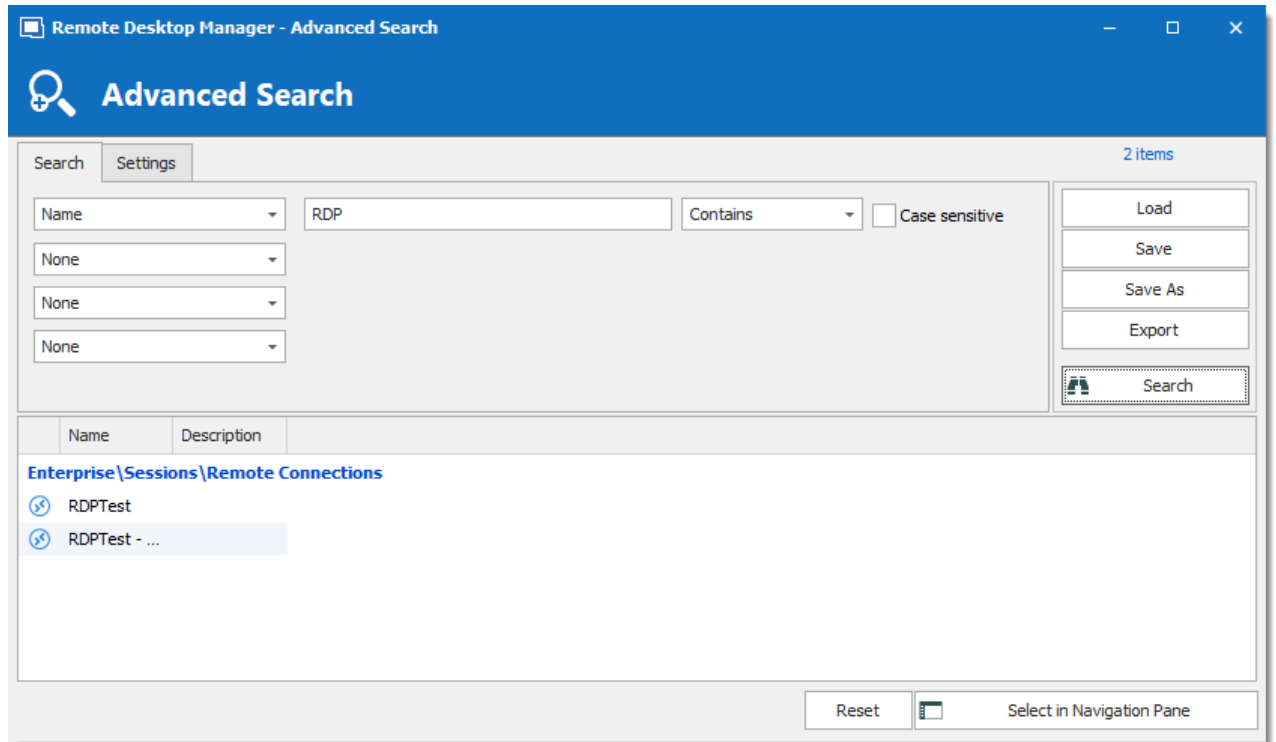 Remote Desktop Manager - Advanced Search
Advanced Search
Search Settings 2 items
Name RDP Contains Case sensitive Load
None Save
None Save As
None Export
Search
Name Description
Enterprise\Sessions\Remote Connections
RDPTest
RDPTest - ...
Reset Select in Navigation Pane